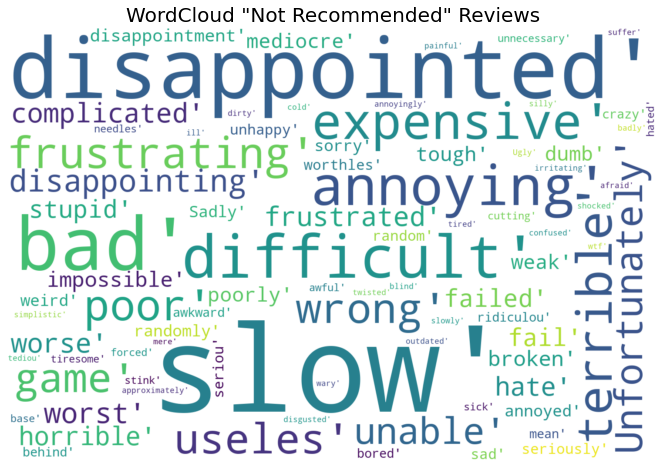 WordCloud "Not Recommended" Reviews
disappointment'
mediocre'
painful'
unnecessary'
suffer'
disappointed'
complicated'
dirty'
cold'
annoyingly'
silly'
crazy'
hated'
needles'
ill'
unhappy'
expensive'
badly'
frustrating'
sorry'
tough'
ugly'
dumb'
worthles'
irritating'
disappointing'
annoying'
afraid'
stupid'
Sadly'
frustrated'
cutting'
shocked'
bad'
random'
tired'
confused'
wtf'
difficult'
weak'
terrible'
Unfortunately'
impossible'
weird'
poor'
poorly'
awful'
twisted'
blind'
wrong'
failed'
simplistic'
awkward'
slowly'
ridiculou'
worse'
randomly'
slow'
outdated'
fail'
tediou'
tiresome'
forced'
mere'
seriou'
broken'
game'
stink'
approximately'
wary'
hate'
base'
worst'
disgusted'
sick'
annoyed'
horrible'
useles'
unable'
mean'
behind'
bored'
sad'
seriously'